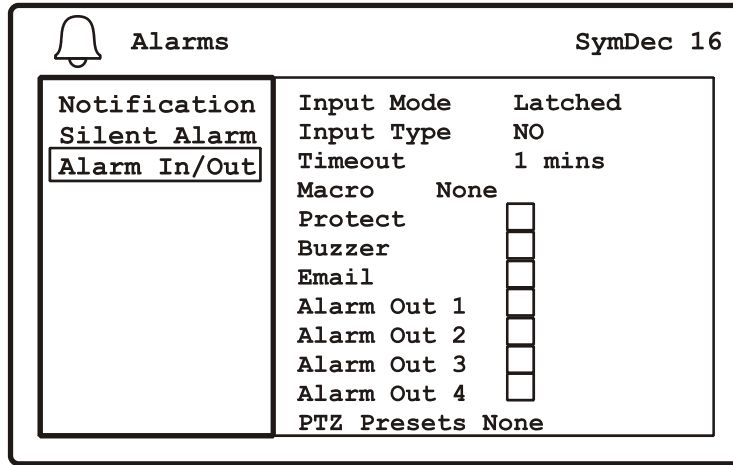 Alarms SymDec 16
Notification
Silent Alarm
Alarm In/Out
Input Mode Latched
Input Type NO
Timeout 1 mins
Macro None
Protect
Buzzer
Email
Alarm Out 1
Alarm Out 2
Alarm Out 3
Alarm Out 4
PTZ Presets None